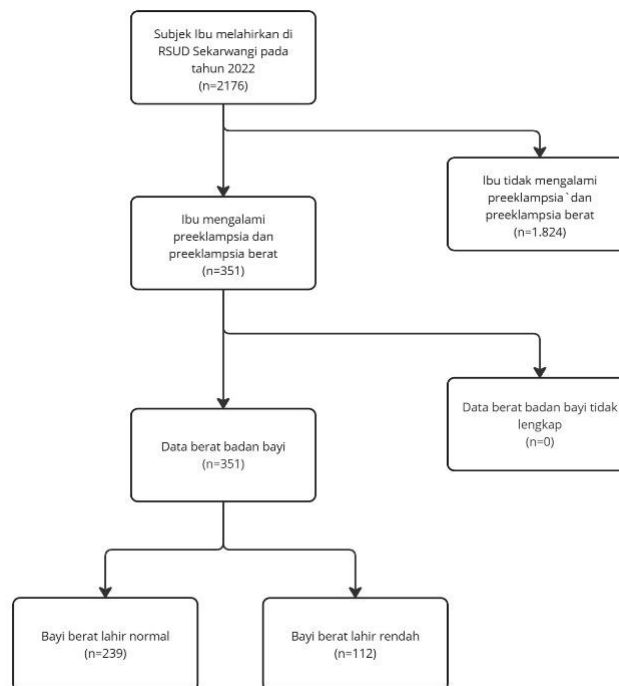 Subjek Ibu melahirkan di
RSUD Sekarwangi pada
tahun 2022
(n=2176)
Ibu tidak mengalami
preeklampsia`dan
preeklampsia berat
(n=1.824)
Ibu mengalami
preeklampsia dan
preeklampsia berat
(n=351)
Data berat badan bayi tidak
lengkap
(n=0)
Data berat badan bayi
(n=351)
Bayi berat lahir normal
(n=239)
Bayi berat lahir rendah
(n=112)